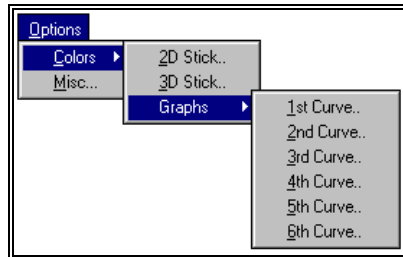 Options
Colors
Misc...
2D Stick..
3D Stick..
Graphs
1st Curve..
2nd Curve..
3rd Curve..
4th Curve..
5th Curve..
6th Curve..